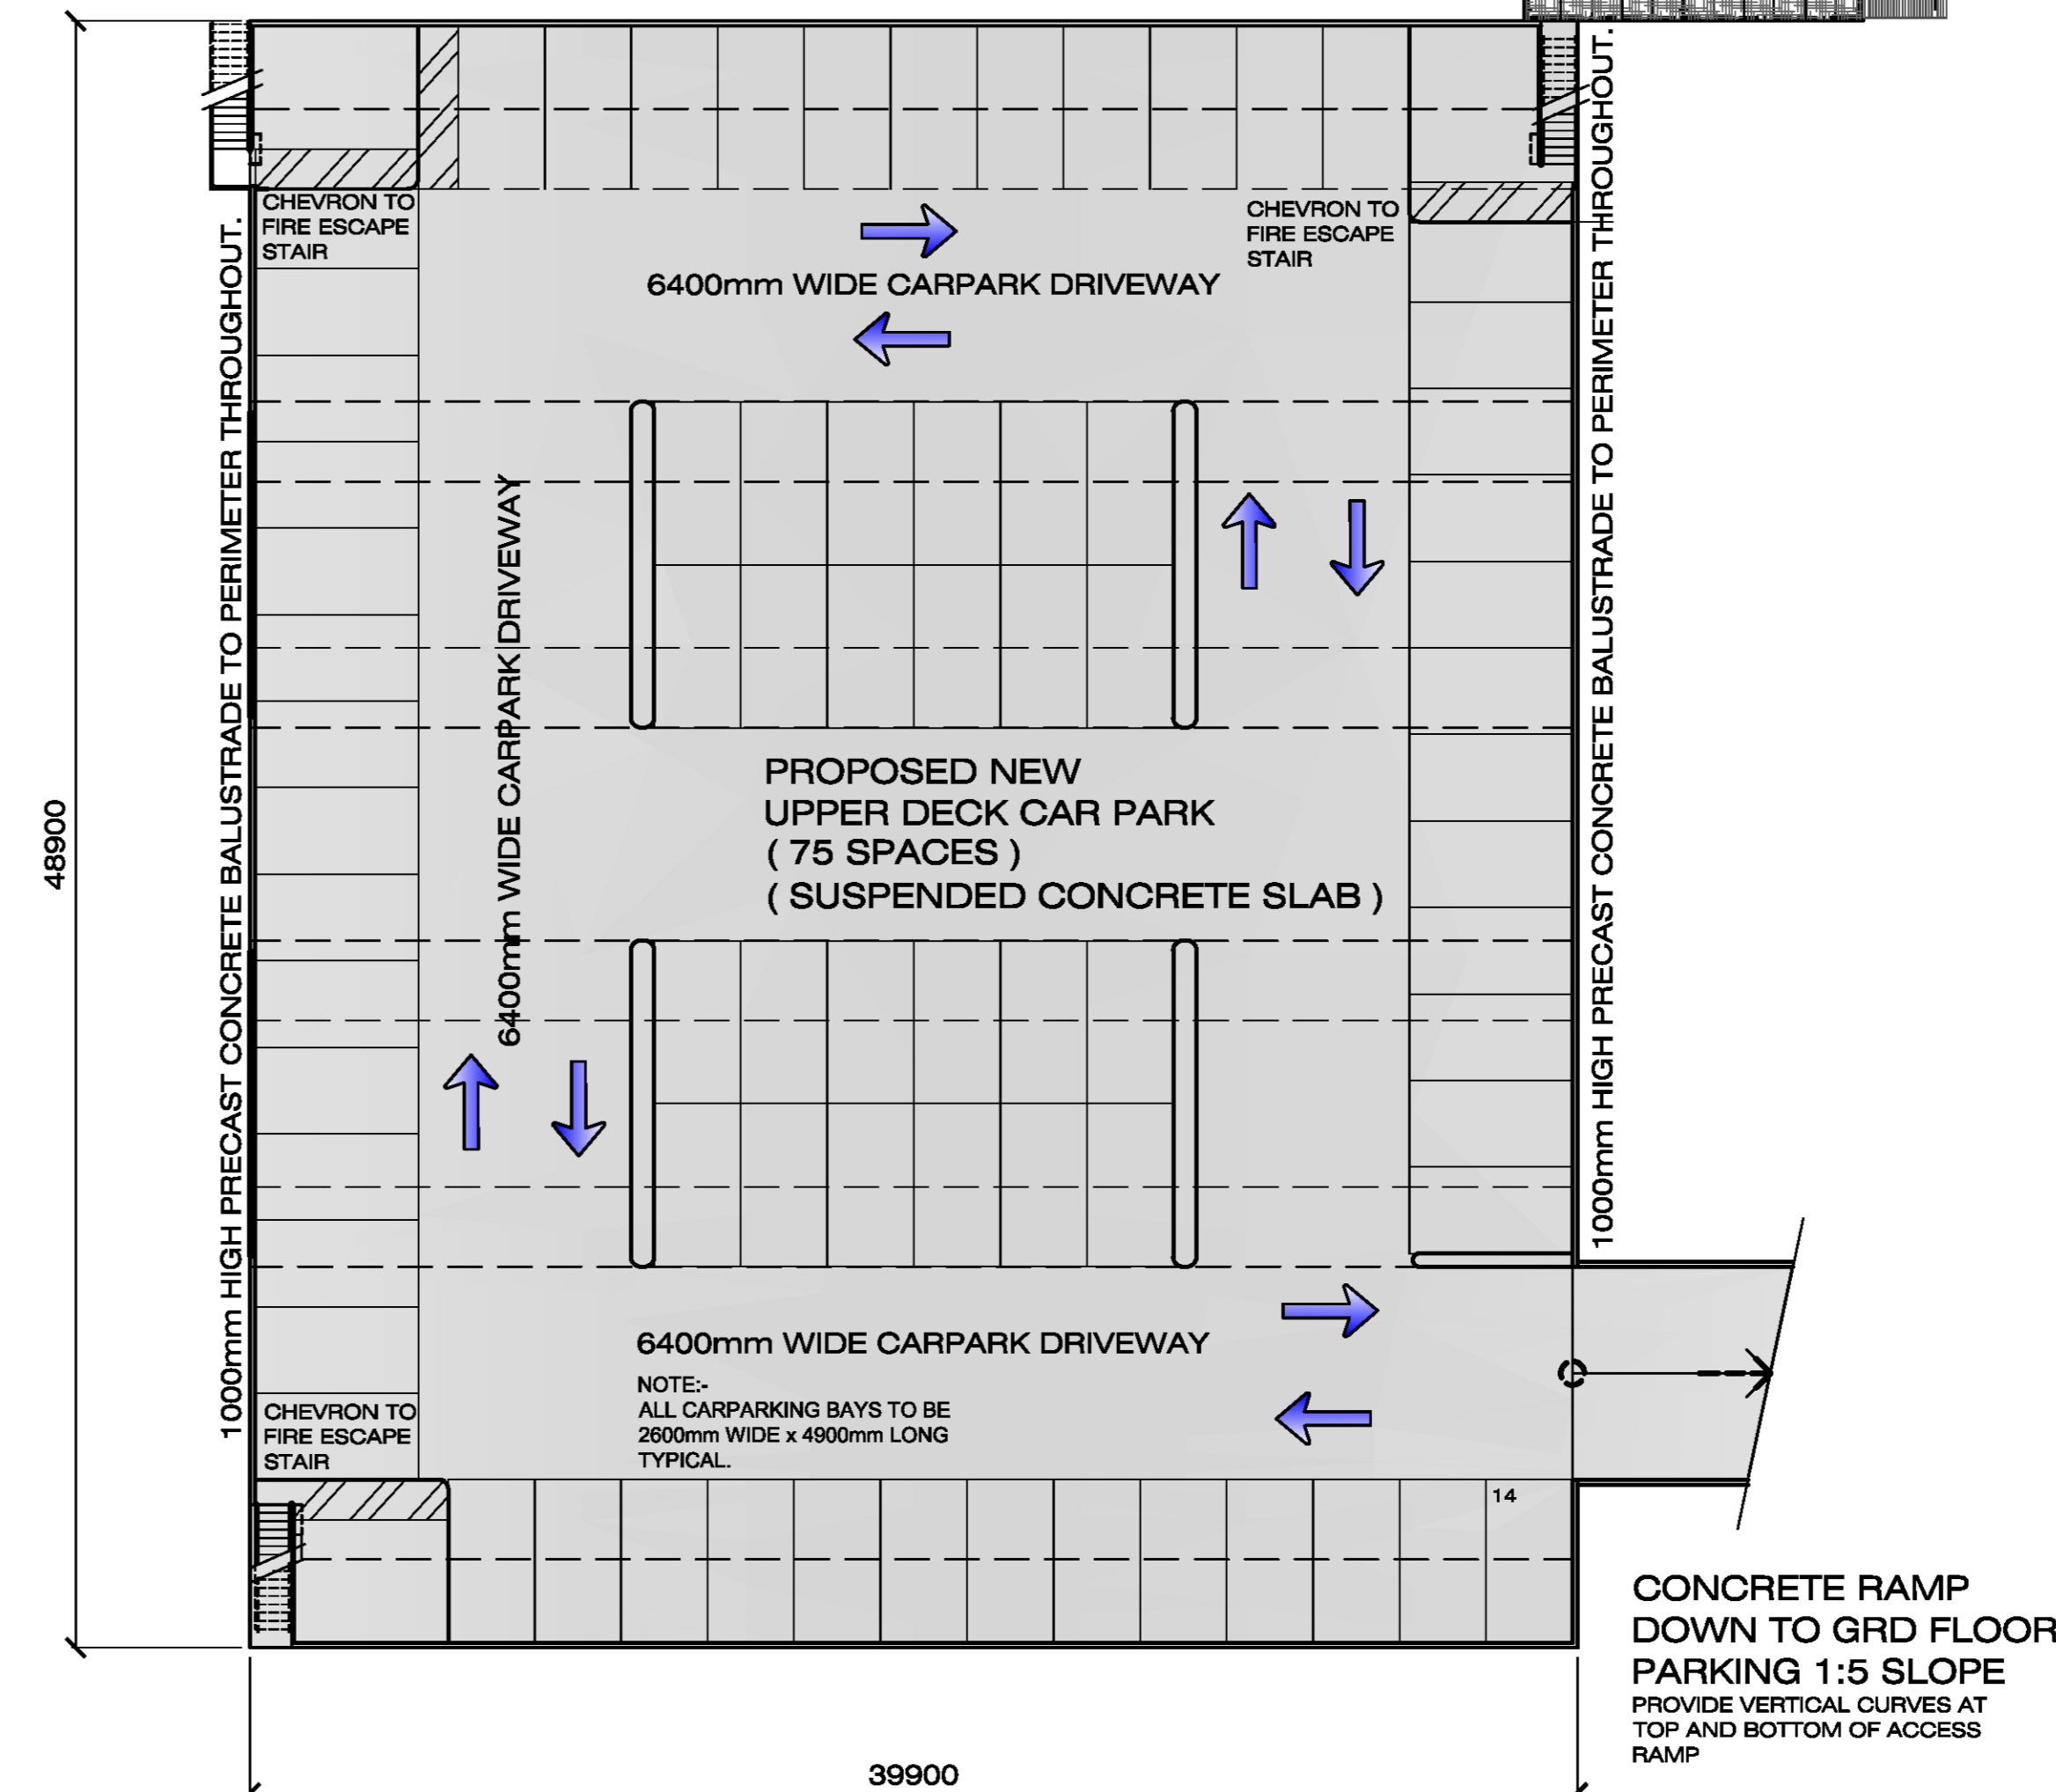 CHEVRON TO
FIRE ESCAPE
STAIR
CHEVRON TO
FIRE ESCAPE
STAIR
6400mm WIDE CARPARK DRIVEWAY
1000mm HIGH PRECAST CONCRETE BALUSTRADE TO PERIMETER THROUGHOUT.
1000mm HIGH PRECAST CONCRETE BALUSTRADE TO PERIMETER THROUGHOUT.
6400mm WIDE CARPARK DRIVEWAY
48900
PROPOSED NEW
UPPER DECK CAR PARK
( 75 SPACES )
( SUSPENDED CONCRETE SLAB )
6400mm WIDE CARPARK DRIVEWAY
NOTE:-
ALL CARPARKING BAYS TO BE
2600mm WIDE x 4900mm LONG
TYPICAL.
CHEVRON TO
FIRE ESCAPE
STAIR
14
CONCRETE RAMP
DOWN TO GRD FLOOR
PARKING 1:5 SLOPE
PROVIDE VERTICAL CURVES AT
TOP AND BOTTOM OF ACCESS
RAMP
39900